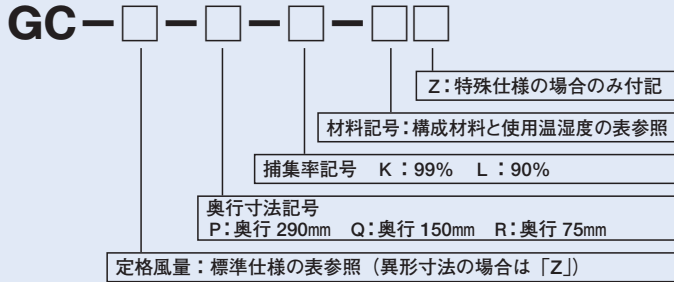 GC－□－□－□－□□
Z：特殊仕様の場合のみ付記
材料記号：構成材料と使用温湿度の表参照
捕集率記号　K：99%　L：90%
奥行寸法記号
P：奥行 290mm　Q：奥行 150mm　R：奥行 75mm
定格風量：標準仕様の表参照（異形寸法の場合は「Z」）